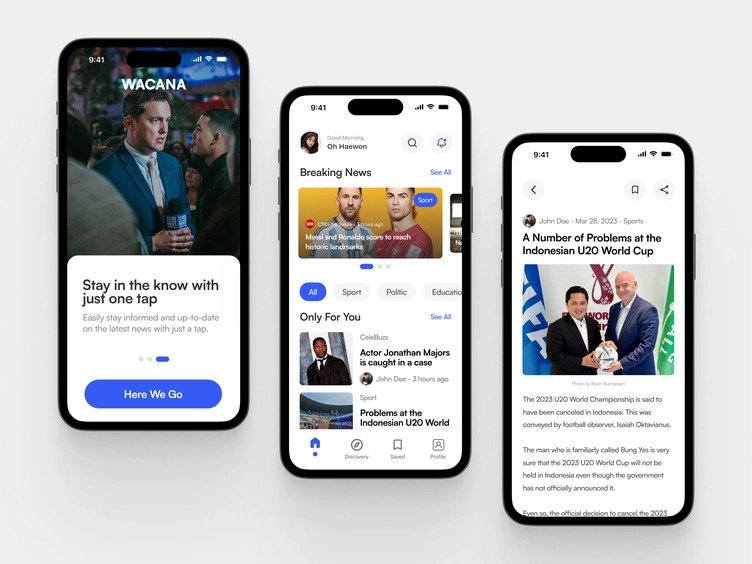 9:41
WACANA
Stay in the know with
just one tap
Easily stay informed and up-to-date
on the latest news with just a tap.
Here We Go
9:41
Good Morning,
Oh Haewon
Breaking News
See All
Sport
CNN Indonesia - 3 hours ago
Messi and Ronaldo score to reach
historic landmarks
All
Sport
Politic
Educatio
Only For You
See All
CeleBuzz
Actor Jonathan Majors
is caught in a case
John Doe - 3 hours ago
Sport
Problems at the
Indonesian U20 World
Discovery
Saved
Profile
9:41
John Doe - Mar 28, 2023 - Sports
A Number of Problems at the
Indonesian U20 World Cup
FIFA
Photo by Ilham Kurniawan
The 2023 U20 World Championship is said to
have been canceled in Indonesia. This was
conveyed by football observer, Isaiah Oktavianus.
The man who is familiarly called Bung Yes is very
sure that the 2023 U20 World Cup will not be
held in Indonesia even though the government
has not officially announced it.
Even so, the official decision to cancel the 2023